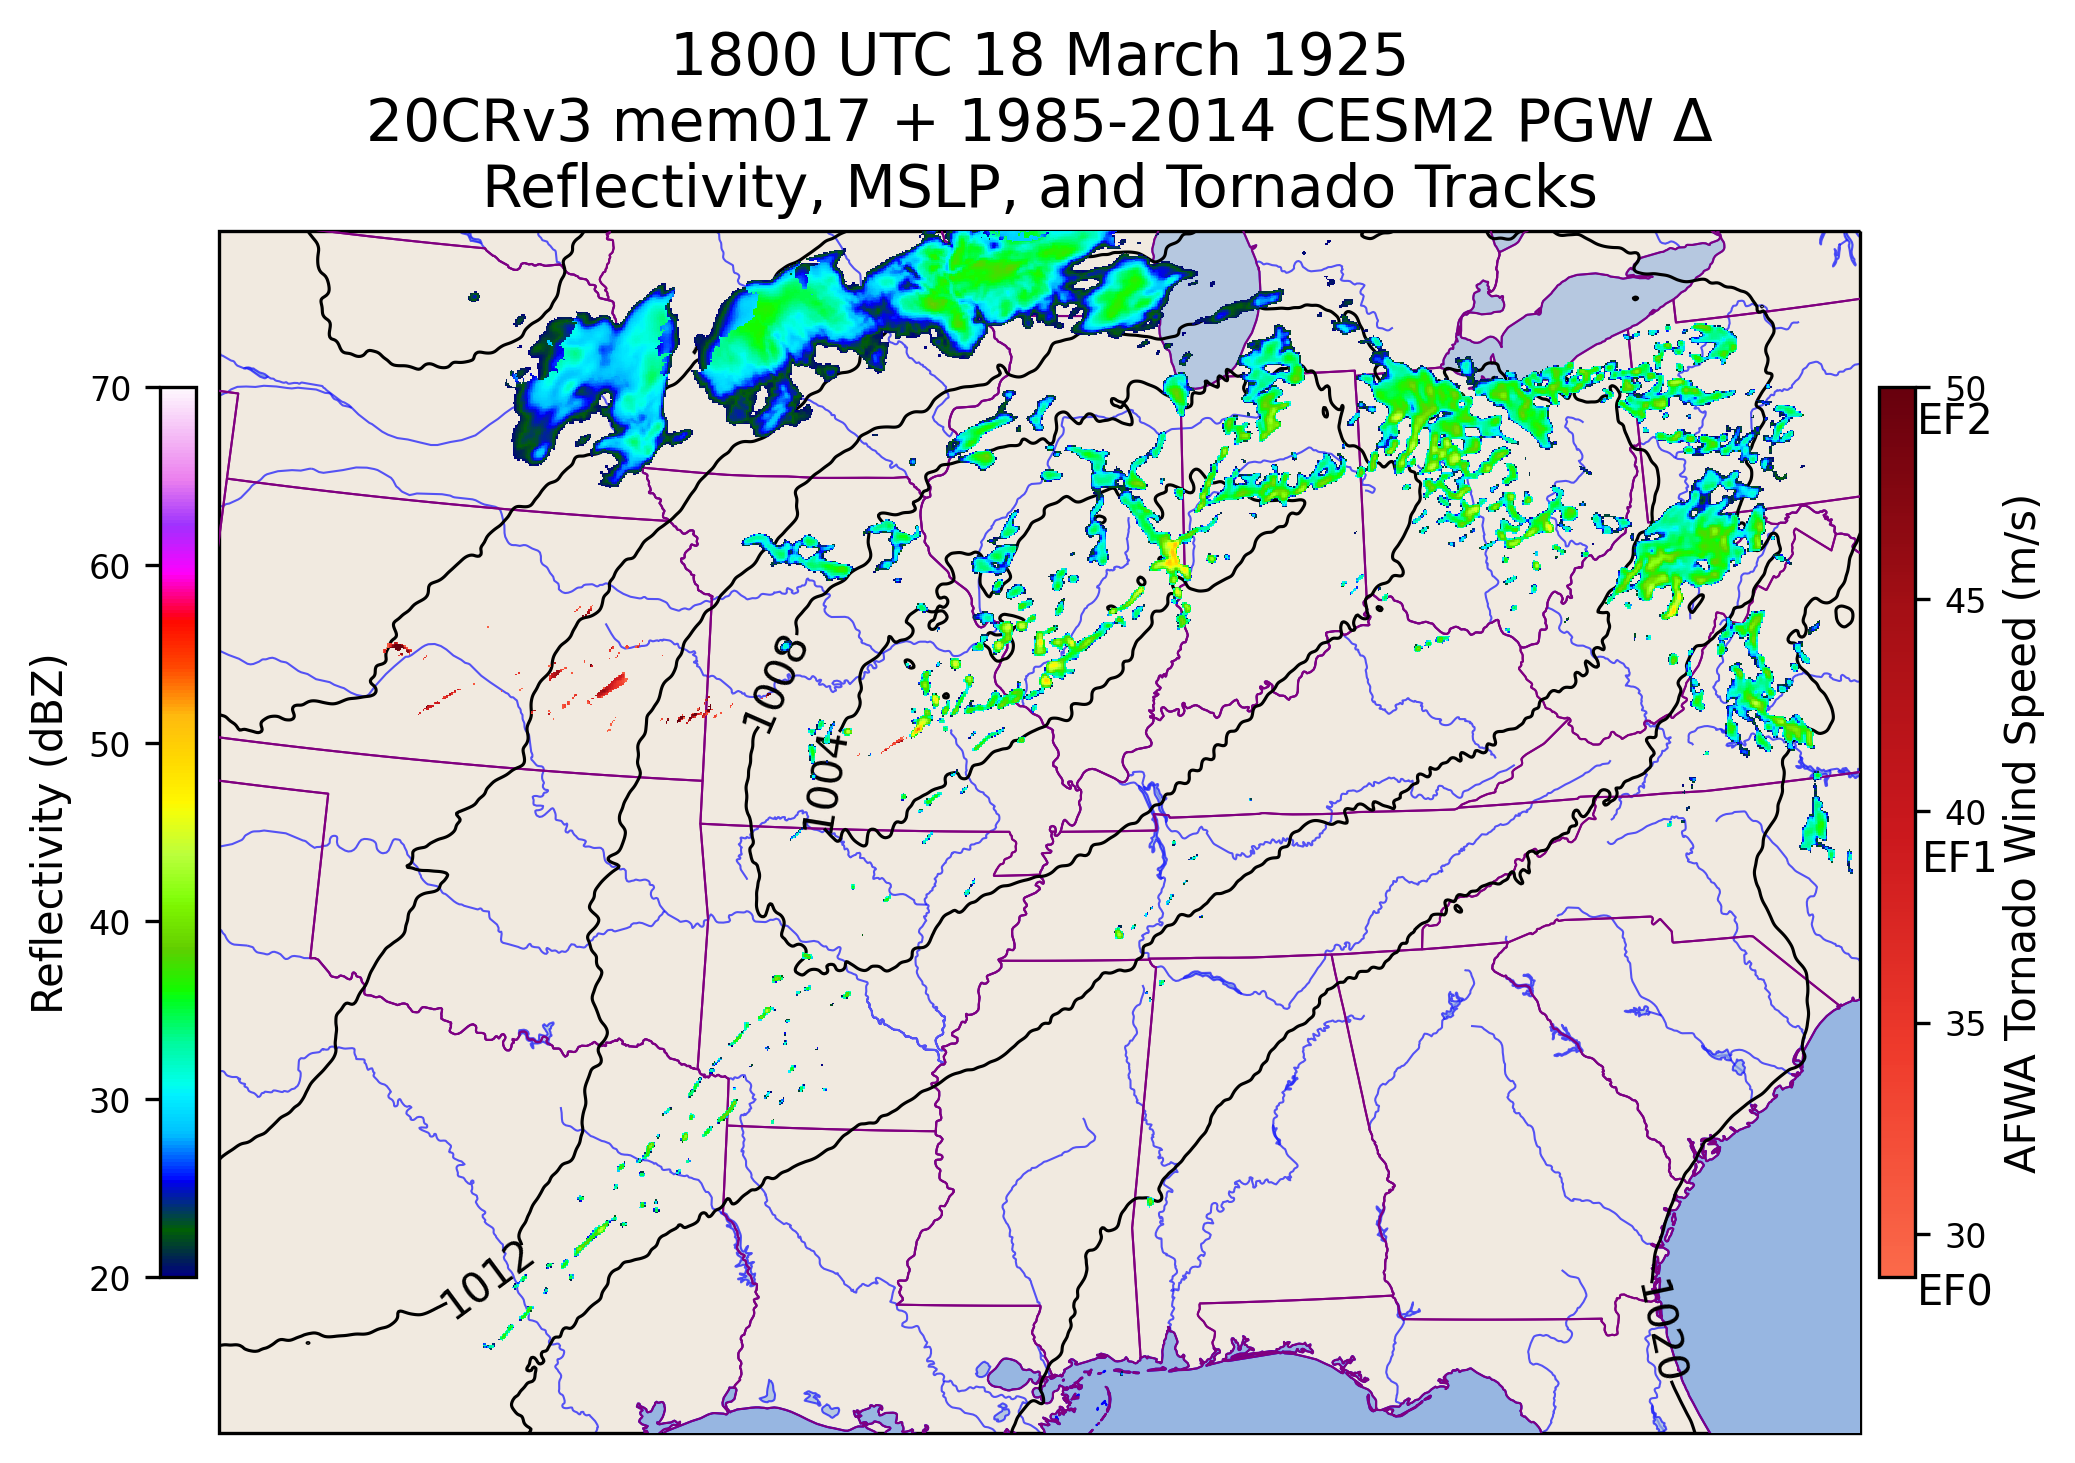 1800 UTC 18 March 1925
20CRv3 mem017 + 1985-2014 CESM2 PGW Δ
Reflectivity, MSLP, and Tornado Tracks
70
60
50
40
30
20
Reflectivity (dBZ)
1008
1004
1012
1020
50
EF2
45
40
EF1
35
30
EF0
AFWA Tornado Wind Speed (m/s)